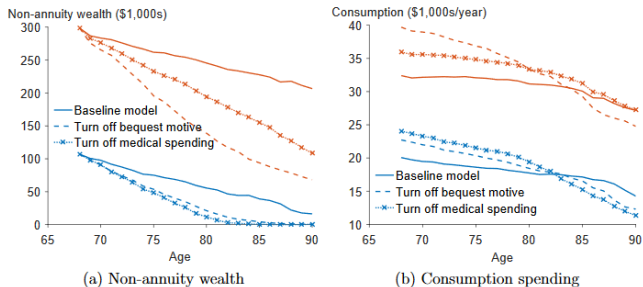 Non-annuity wealth ($1,000s)
300
250
200
150
100
50
0
Baseline model
Turn off bequest motive
Turn off medical spending
65 70 75 80 85 90
Age
(a) Non-annuity wealth
Consumption ($1,000s/year)
40
35
30
25
20
15
10
Baseline model
Turn off bequest motive
Turn off medical spending
65 70 75 80 85 90
Age
(b) Consumption spending